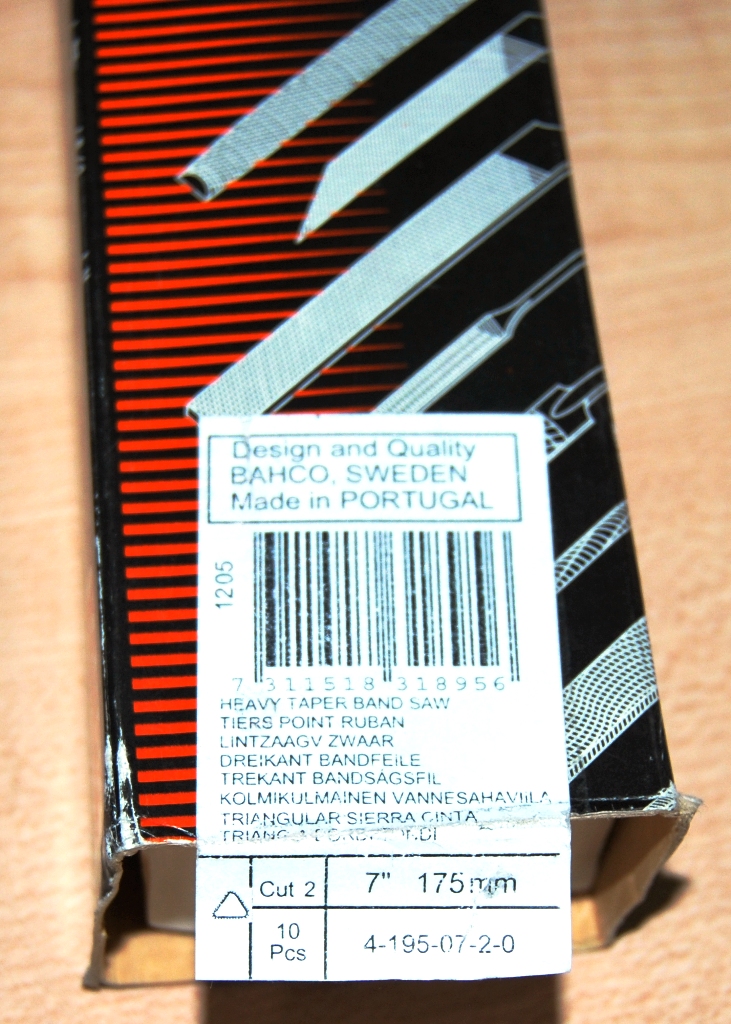 Design and Quality
BAHCO, SWEDEN
Made in PORTUGAL
1205
7 311518 318956
HEAVY TAPER BAND SAW
TIERS POINT RUBAN
LINTZAAGV ZWAAR
DREIKANT BANDFEILE
TREKANT BANDSÅGSFIL
KOLMIKULMAINEN VANNESAHAVIILA
TRIANGULAR SIERRA CINTA
Cut 2 7" 175mm
10 Pcs 4-195-07-2-0